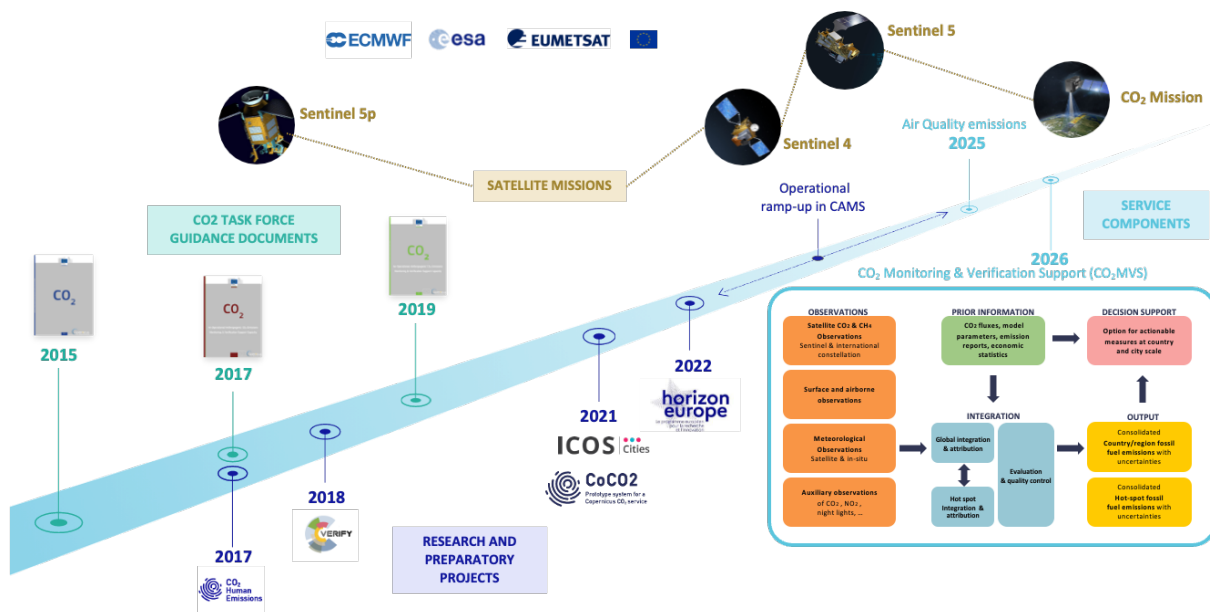 ECMWF
esa
EUMETSAT
Sentinel 5p
Sentinel 4
Sentinel 5
CO₂ Mission
SATELLITE MISSIONS
Air Quality emissions
2025
Operational
ramp-up in CAMS
SERVICE
COMPONENTS
2026
CO₂ Monitoring & Verification Support (CO₂MVS)
CO2 TASK FORCE
GUIDANCE DOCUMENTS
CO₂
2015
CO₂
2017
CO₂
2019
2017
CO₂
Human
Emissions
2018
VERIFY
RESEARCH AND
PREPARATORY
PROJECTS
2021
ICOS Cities
CoCO2
Prototype system for a
Copernicus CO₂ service
2022
horizon
europe
OBSERVATIONS
Satellite CO₂ & CH₄
Observations
Sentinel & international
constellation
Surface and airborne
observations
Meteorological
Observations
Satellite & in-situ
Auxiliary observations
of CO₂ , NO₂ ,
night lights, ...
PRIOR INFORMATION
CO₂ fluxes, model
parameters, emission
reports, economic
statistics
INTEGRATION
Global integration
& attribution
Hot spot
Integration &
attribution
Evaluation
& quality control
DECISION SUPPORT
Option for actionable
measures at country
and city scale
OUTPUT
Consolidated
Country/region fossil
fuel emissions with
uncertainties
Consolidated
Hot-spot fossil
fuel emissions with
uncertainties